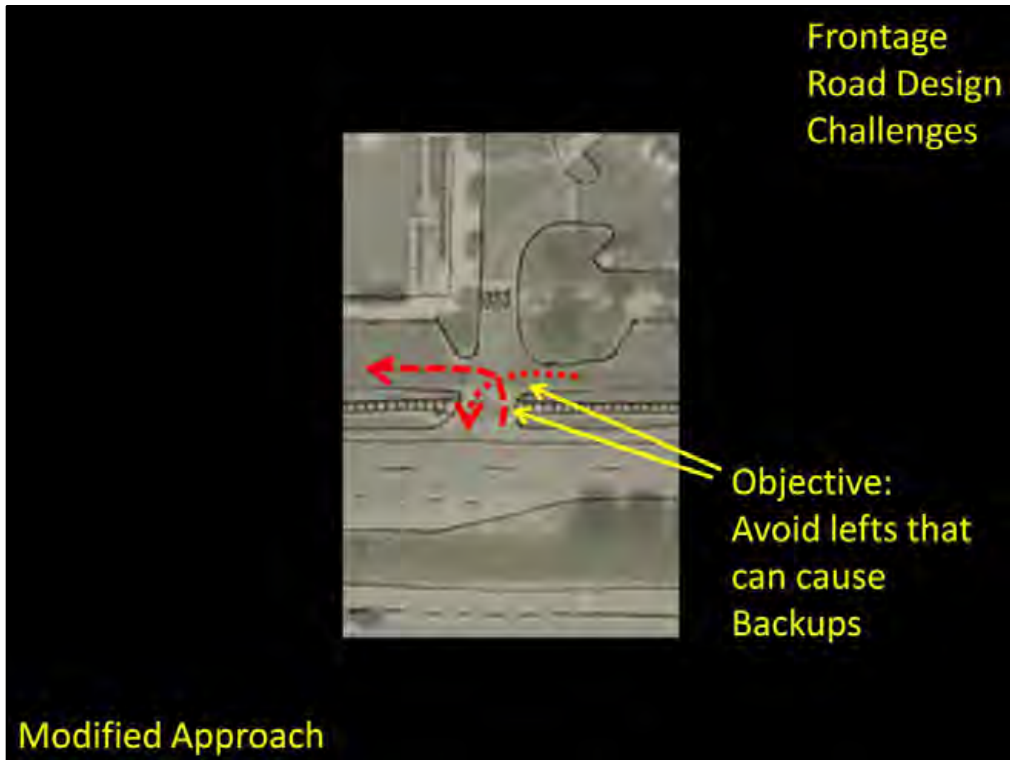 Frontage
Road Design
Challenges
Objective:
Avoid lefts that
can cause
Backups
Modified Approach